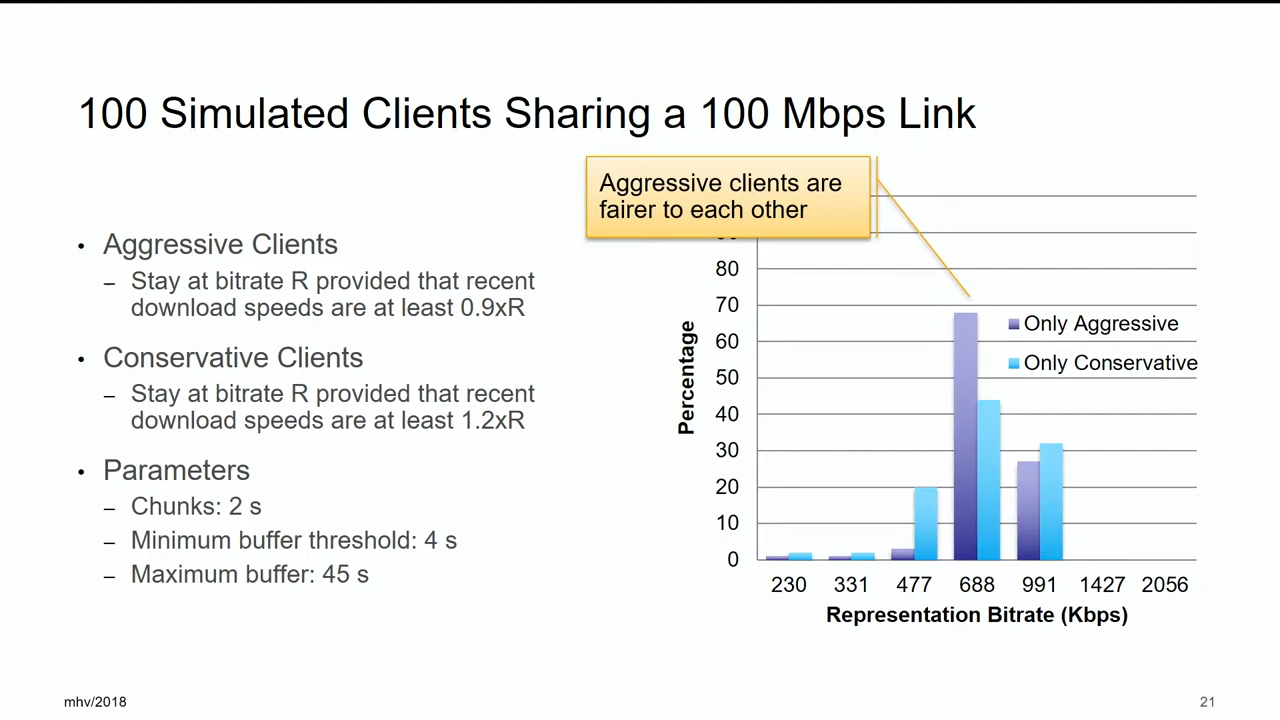 100 Simulated Clients Sharing a 100 Mbps Link
Aggressive clients are
fairer to each other
• Aggressive Clients
– Stay at bitrate R provided that recent
download speeds are at least 0.9xR
• Conservative Clients
– Stay at bitrate R provided that recent
download speeds are at least 1.2xR
• Parameters
– Chunks: 2 s
– Minimum buffer threshold: 4 s
– Maximum buffer: 45 s
Percentage
80
70
60
50
40
30
20
10
0
Only Aggressive
Only Conservative
230 331 477 688 991 1427 2056
Representation Bitrate (Kbps)
mhv/2018
21